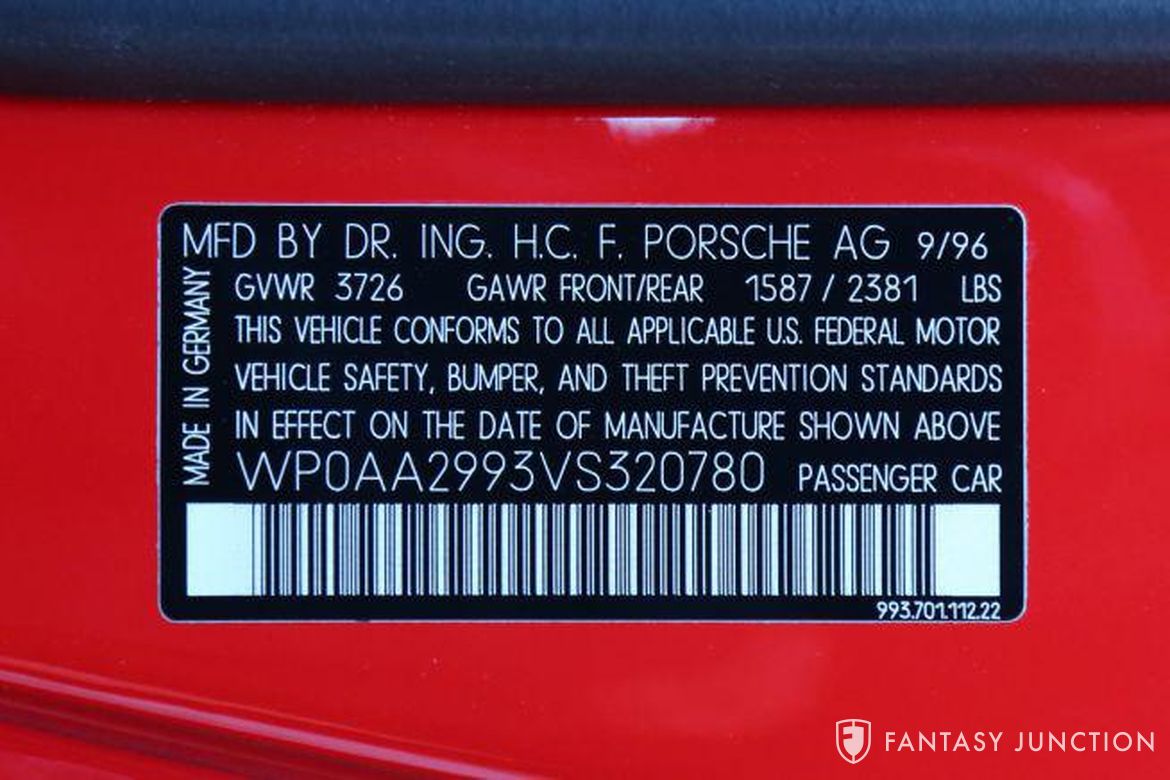 MFD BY DR. ING. H.C. F. PORSCHE AG 9/96
GVWR 3726 GAWR FRONT/REAR 1587 / 2381 LBS
THIS VEHICLE CONFORMS TO ALL APPLICABLE U.S. FEDERAL MOTOR
VEHICLE SAFETY, BUMPER, AND THEFT PREVENTION STANDARDS
IN EFFECT ON THE DATE OF MANUFACTURE SHOWN ABOVE
WP0AA2993VS320780 PASSENGER CAR
MADE IN GERMANY
993.701.112.22
FANTASY JUNCTION